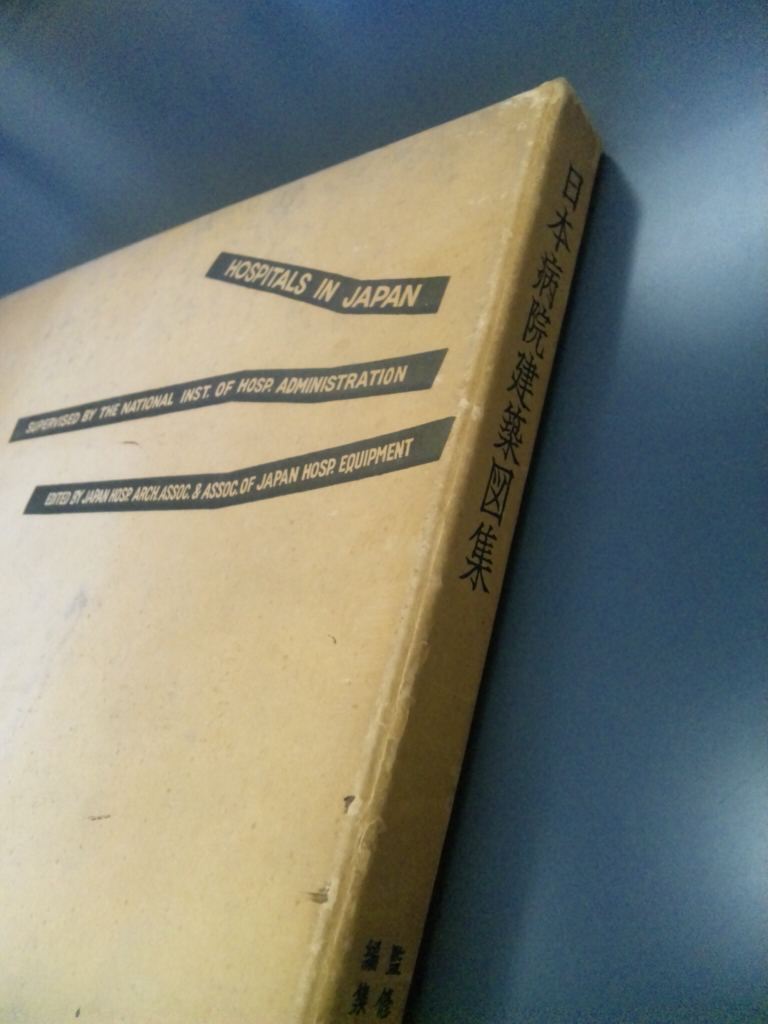 HOSPITALS IN JAPAN
SUPERVISED BY THE NATIONAL INST. OF HOSP. ADMINISTRATION
EDITED BY JAPAN HOSP. ARCH. ASSOC. & ASSOC. OF JAPAN HOSP. EQUIPMENT
日本病院建築図集
監修
編集